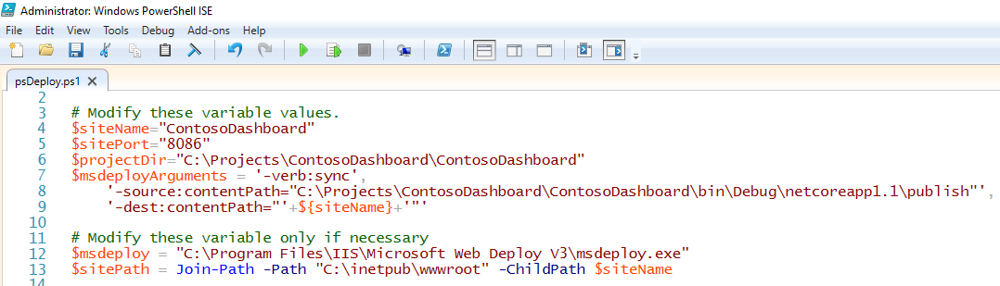 Administrator: Windows PowerShell ISE
File Edit View Tools Debug Add-ons Help
psDeploy.ps1
2
3 # Modify these variable values.
4 $siteName="ContosoDashboard"
5 $sitePort="8086"
6 $projectDir="C:\Projects\ContosoDashboard\ContosoDashboard"
7 $msdeployArguments = '-verb:sync',
8 '-source:contentPath="C:\Projects\ContosoDashboard\ContosoDashboard\bin\Debug\netcoreapp1.1\publish"',
9 '-dest:contentPath="'+${siteName}+'"'
10
11 # Modify these variable only if necessary
12 $msdeploy = "C:\Program Files\IIS\Microsoft Web Deploy V3\msdeploy.exe"
13 $sitePath = Join-Path -Path "C:\inetpub\wwwroot" -ChildPath $siteName
14